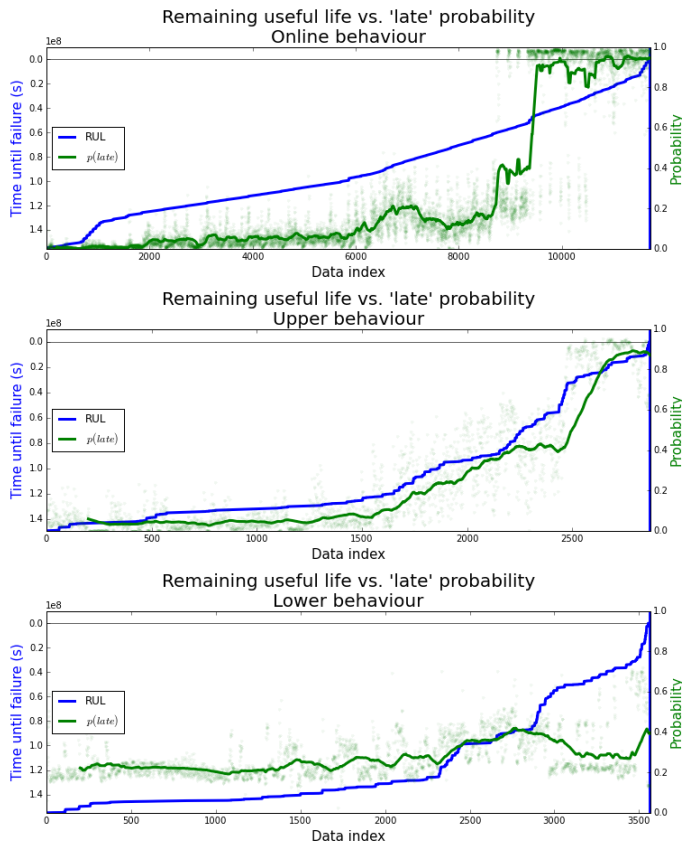 Remaining useful life vs. 'late' probability
Online behaviour
1e8
0.0
0.2
0.4
0.6
0.8
1.0
1.2
1.4
Time until failure (s)
RUL
p(late)
1.0
0.8
0.6
0.4
0.2
0.0
Probability
0
2000
4000
6000
8000
10000
Data index
Remaining useful life vs. 'late' probability
Upper behaviour
1e8
0.0
0.2
0.4
0.6
0.8
1.0
1.2
1.4
Time until failure (s)
RUL
p(late)
1.0
0.8
0.6
0.4
0.2
0.0
Probability
0
500
1000
1500
2000
2500
Data index
Remaining useful life vs. 'late' probability
Lower behaviour
1e8
0.0
0.2
0.4
0.6
0.8
1.0
1.2
1.4
Time until failure (s)
RUL
p(late)
1.0
0.8
0.6
0.4
0.2
0.0
Probability
0
500
1000
1500
2000
2500
3000
3500
Data index